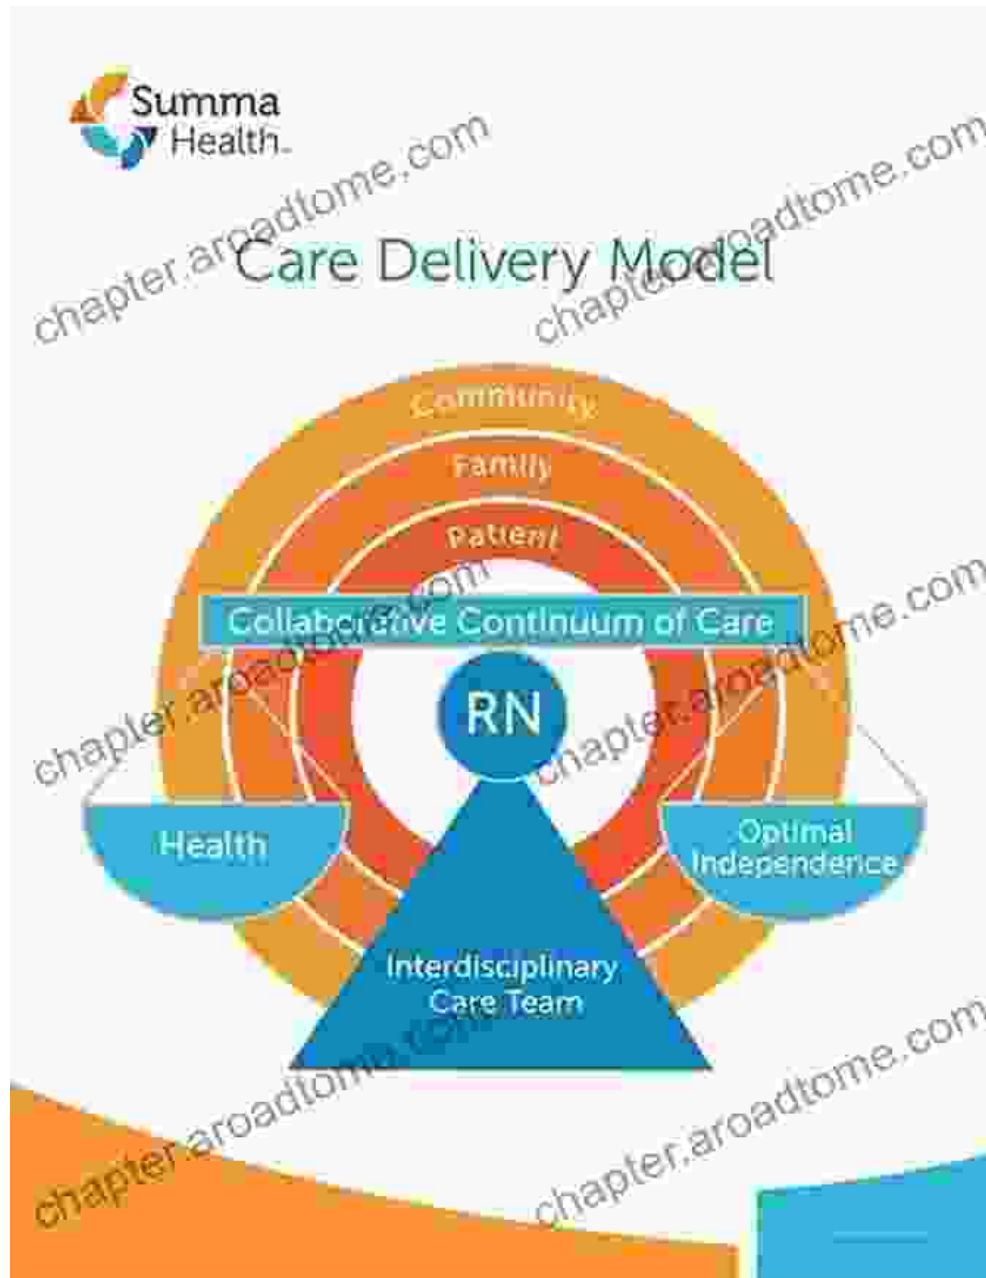 Summa
Health
Care Delivery Model
Community
Family
Patient
Collaborative Continuum of Care
RN
Health
Optimal
Independence
Interdisciplinary
Care Team
chapter.aroadtome.com
chapter.aroadtome.com
chapter.aroadtome.com
chapter.aroadtome.com
chapter.aroadtome.com
chapter.aroadtome.com